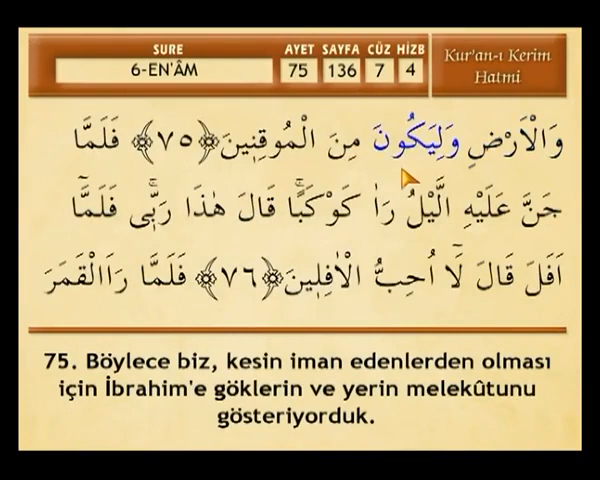 SURE AYET SAYFA CÜZ HİZB
6-EN'ÂM 75 136 7 4
Kur'an-ı Kerim
Hatmi
وَالْاَرْضِ وَلِيَكُونَ مِنَ الْمُوقِن۪ينَ ﴿٧٥﴾ فَلَمَّا
جَنَّ عَلَيْهِ الَّيْلُ رَاٰ كَوْكَبًاۚ قَالَ هٰذَا رَبّ۪يۚ فَلَمَّٓا
اَفَلَ قَالَ لَٓا اُحِبُّ الْاٰفِل۪ينَ ﴿٧٦﴾ فَلَمَّا رَاَالْقَمَرَ
75. Böylece biz, kesin iman edenlerden olması
için İbrahim'e göklerin ve yerin melekûtunu
gösteriyorduk.